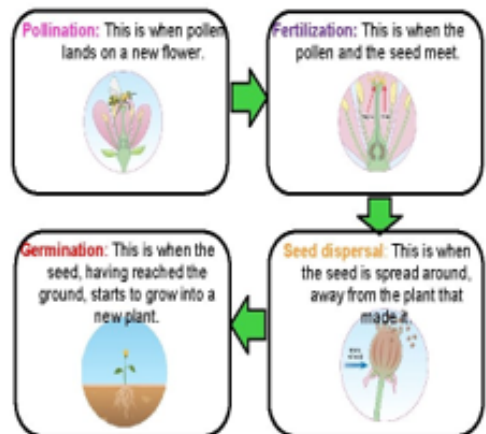 Pollination: This is when pollen
lands on a new flower.
Fertilization: This is when the
pollen and the seed meet.
Seed dispersal: This is when
the seed is spread around,
away from the plant that
made it.
Germination: This is when the
seed, having reached the
ground, starts to grow into a
new plant.